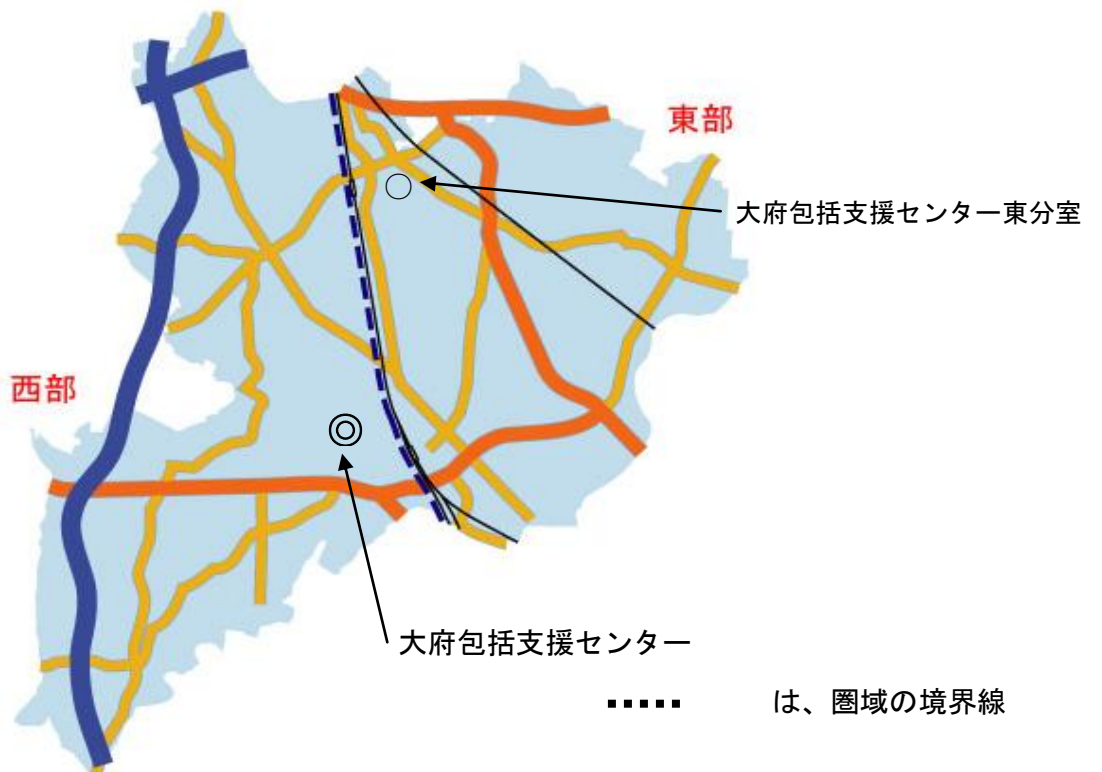 東部
大府包括支援センター東分室
西部
大府包括支援センター
は、圏域の境界線